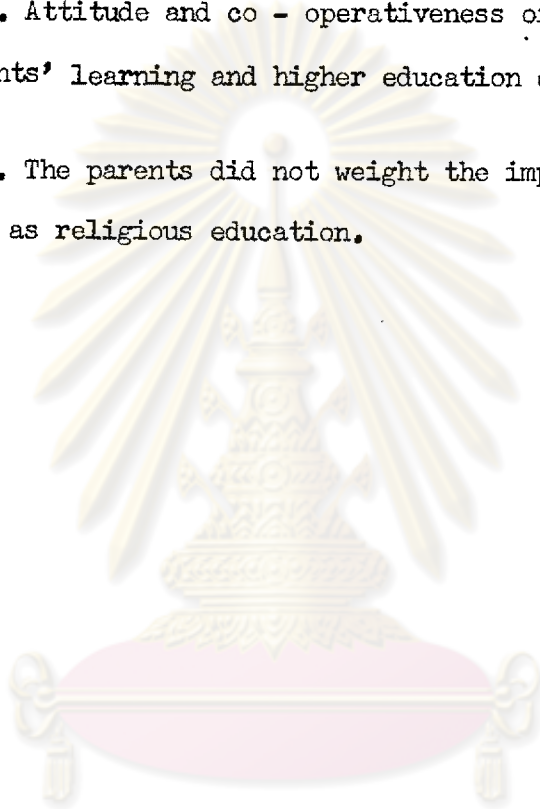 . Attitude and co - operativeness
learning and higher education
. The parents did not weight the
as religious education.